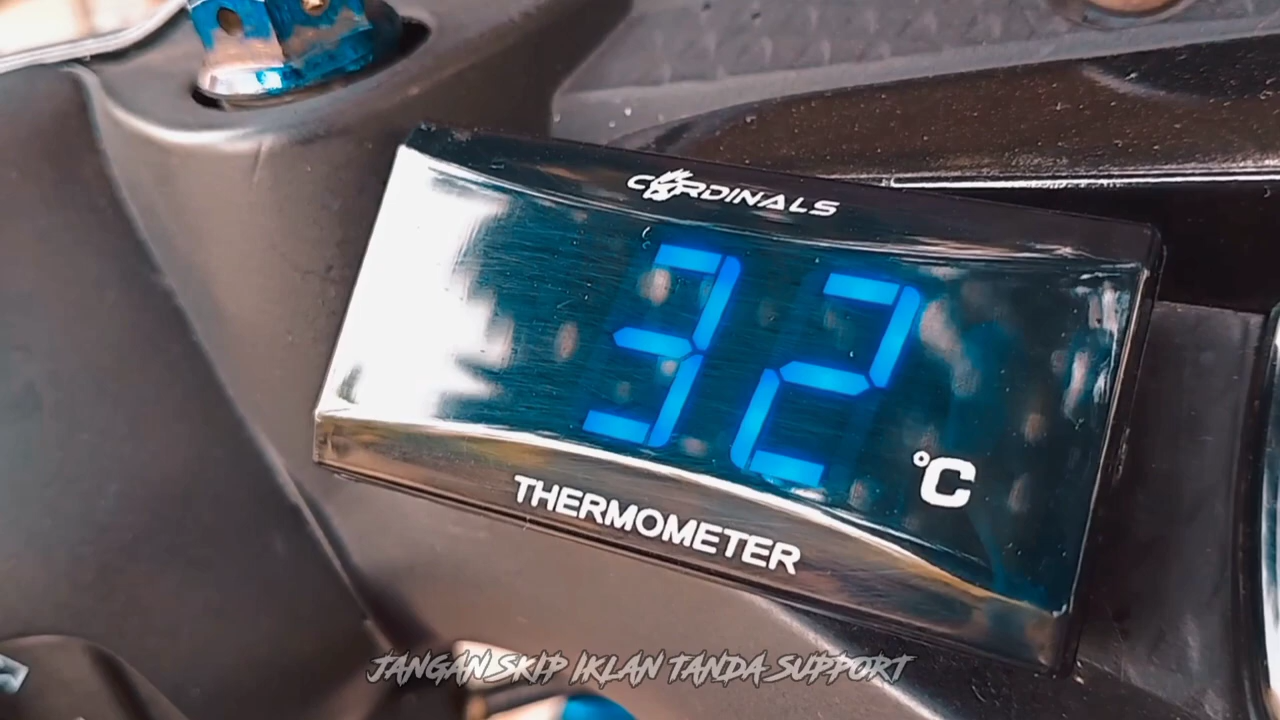 CARDINALS
32
°C
THERMOMETER
JANGAN SKIP IKLAN TANDA SUPPORT